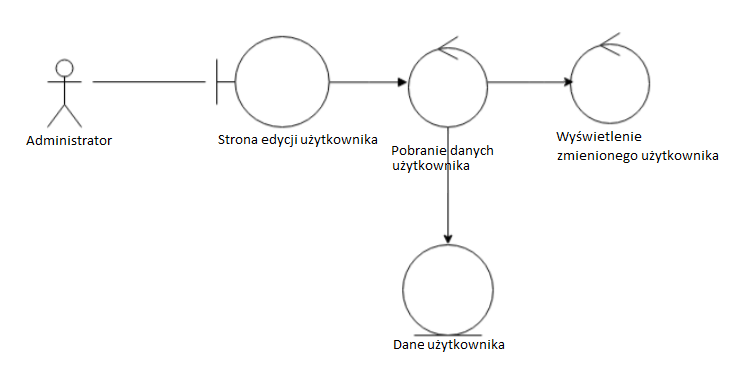 Administrator
Strona edycji użytkownika
Pobranie danych
użytkownika
Wyświetlenie
zmienionego użytkownika
Dane użytkownika